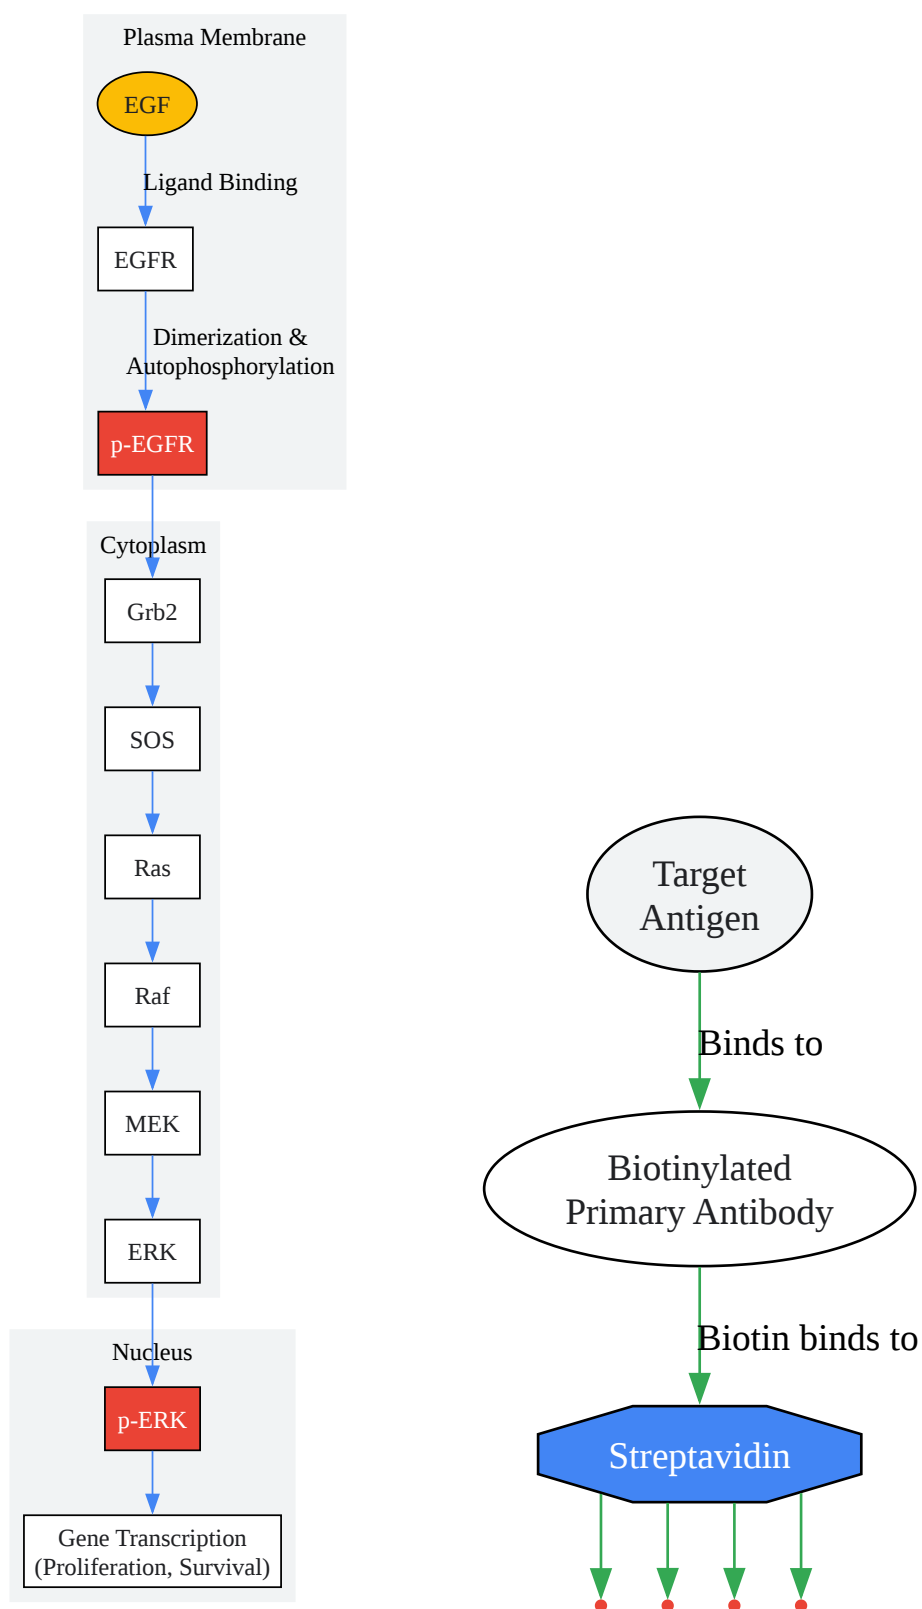 Plasma Membrane
EGF
Ligand Binding
EGFR
Dimerization &
Autophosphorylation
p-EGFR
Cytoplasm
Grb2
SOS
Ras
Raf
MEK
ERK
Nucleus
p-ERK
Gene Transcription
(Proliferation, Survival)
Target
Antigen
Binds to
Biotinylated
Primary Antibody
Biotin binds to
Streptavidin